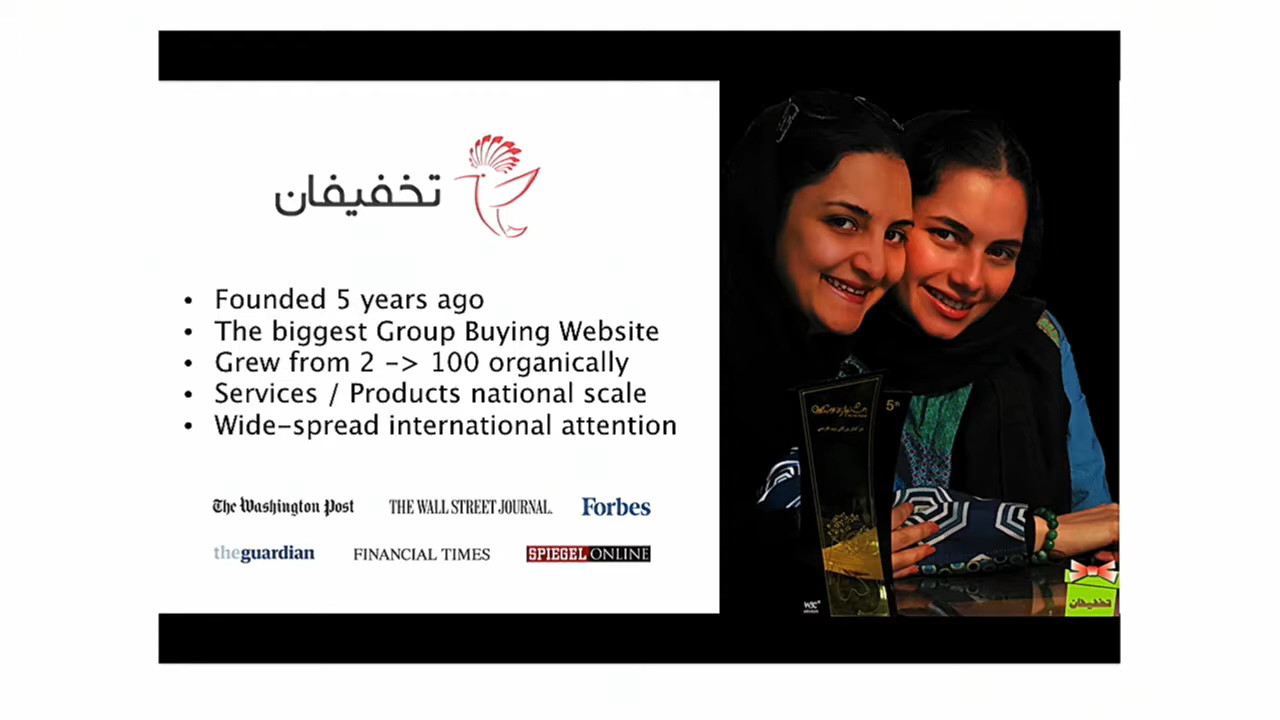 تخفیفان
• Founded 5 years ago
• The biggest Group Buying Website
• Grew from 2 -> 100 organically
• Services / Products national scale
• Wide-spread international attention
The Washington Post THE WALL STREET JOURNAL. Forbes
theguardian FINANCIAL TIMES SPIEGEL ONLINE
5th
تخفیفان